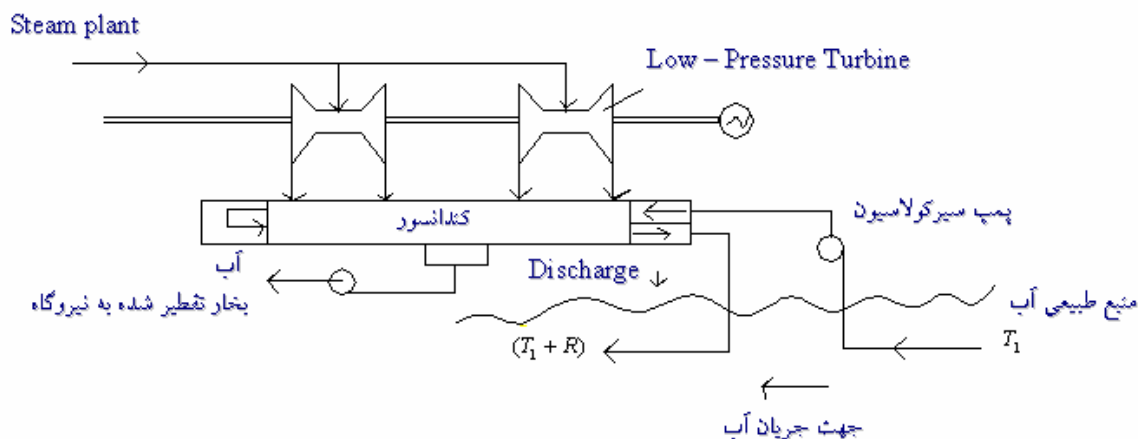 Steam plant
Low – Pressure Turbine
کندانسور
پمپ سیرکولاسیون
آب
بخار تقطیر شده به نیروگاه
Discharge
منبع طبیعی آب
(T₁ + R)
T₁
جهت جریان آب